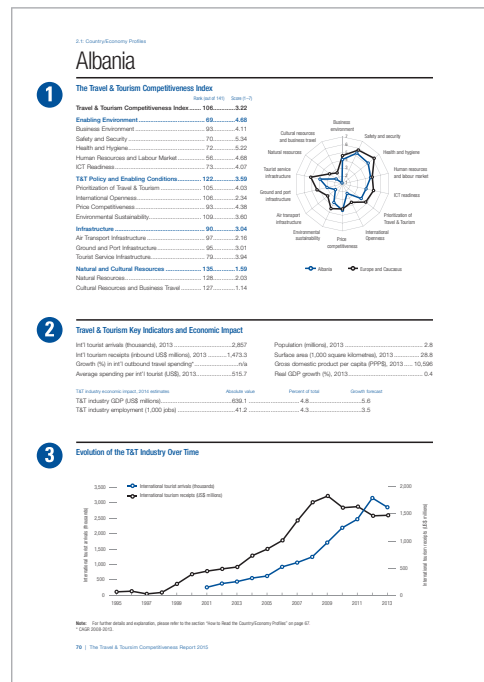 2.1: Country/Economy Profiles
Albania
1
The Travel & Tourism Competitiveness Index
Rank (out of 141) Score (1–7)
Travel & Tourism Competitiveness Index....... 106............3.22
Enabling Environment .......................................... 69............4.68
Business Environment ............................................... 93............4.11
Safety and Security .................................................. 70............5.34
Health and Hygiene .................................................. 72............5.22
Human Resources and Labour Market .................... 56............4.68
ICT Readiness .......................................................... 73............4.07
T&T Policy and Enabling Conditions ................ 122............3.59
Prioritization of Travel & Tourism ............................ 105............4.03
International Openness ........................................... 106............2.34
Price Competitiveness .............................................. 93............4.38
Environmental Sustainability.................................... 109............3.60
Infrastructure ........................................................ 90............3.04
Air Transport Infrastructure ....................................... 97............2.16
Ground and Port Infrastructure ................................. 95............3.01
Tourist Service Infrastructure .................................... 79............3.94
Natural and Cultural Resources ....................... 135............1.59
Natural Resources.................................................. 128............2.03
Cultural Resources and Business Travel ................ 127............1.14
Business environment
Safety and security
Health and hygiene
Human resources and labour market
ICT readiness
Prioritization of Travel & Tourism
International Openness
Price competitiveness
Environmental sustainability
Air transport infrastructure
Ground and port infrastructure
Tourist service infrastructure
Natural resources
Cultural resources and business travel
Albania Europe and Caucasus
2
Travel & Tourism Key Indicators and Economic Impact
Int'l tourist arrivals (thousands), 2013 ......................2,857
Int'l tourism receipts (inbound US$ millions), 2013 ............1,473.3
Growth (%) in int'l outbound travel spending* ......................n/a
Average spending per int'l tourist (US$), 2013......................515.7
Population (millions), 2013 ......................2.8
Surface area (1,000 square kilometres), 2013 ......................28.8
Gross domestic product per capita (PPP$), 2013 ..... 10,596
Real GDP growth (%), 2013......................0.4
T&T industry economic impact, 2014 estimates Absolute value Percent of total Growth forecast
T&T industry GDP (US$ millions)......................639.1......................4.8......................5.6
T&T industry employment (1,000 jobs) ......................41.2......................4.3......................3.5
3
Evolution of the T&T Industry Over Time
International tourist arrivals (thousands)
International tourism receipts (US$ millions)
International tourist arrivals (thousands)
3,500
3,000
2,500
2,000
1,500
1,000
500
0
2,000
1,500
1,000
500
0
International tourism receipts (US$ millions)
1995 1997 1999 2001 2003 2005 2007 2009 2011 2013
Note: For further details and explanation, please refer to the section "How to Read the Country/Economy Profiles" on page 67.
70 | The Travel & Tourism Competitiveness Report 2015